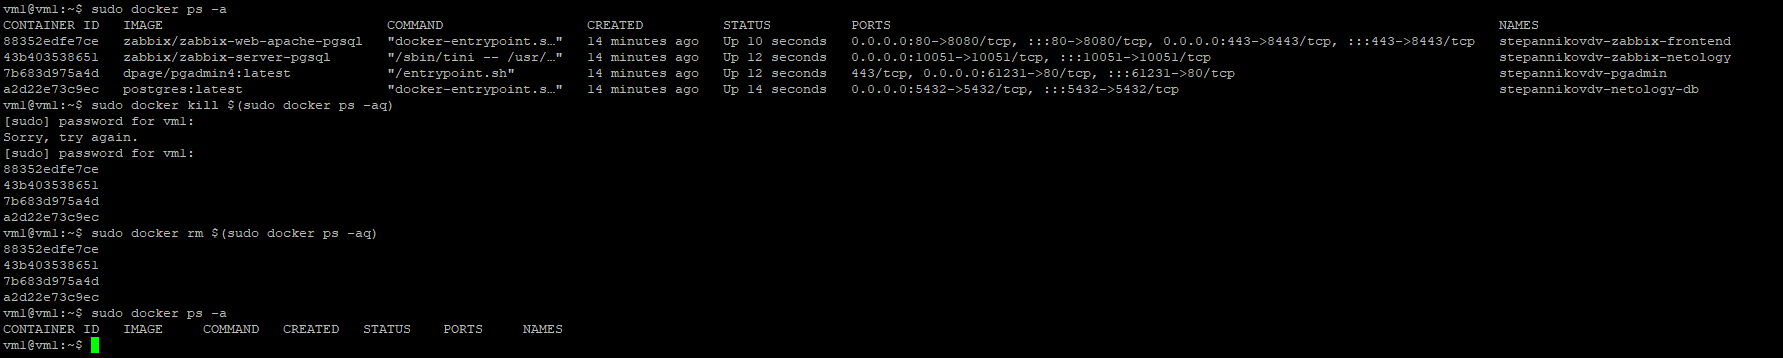 vm1@vm1:~$ sudo docker ps -a
CONTAINER ID   IMAGE                             COMMAND                  CREATED          STATUS          PORTS                                                                            NAMES
88352edfe7ce   zabbix/zabbix-web-apache-pgsql   "docker-entrypoint.s…"   14 minutes ago   Up 10 seconds   0.0.0.0:80->8080/tcp, :::80->8080/tcp, 0.0.0.0:443->8443/tcp, :::443->8443/tcp   stepannikovdv-zabbix-frontend
43b403538651   zabbix/zabbix-server-pgsql       "/sbin/tini -- /usr/…"   14 minutes ago   Up 12 seconds   0.0.0.0:10051->10051/tcp, :::10051->10051/tcp                                    stepannikovdv-zabbix-netology
7b683d975a4d   dpage/pgadmin4:latest            "/entrypoint.sh"         14 minutes ago   Up 12 seconds   443/tcp, 0.0.0.0:61231->80/tcp, :::61231->80/tcp                                 stepannikovdv-pgadmin
a2d22e73c9ec   postgres:latest                  "docker-entrypoint.s…"   14 minutes ago   Up 14 seconds   0.0.0.0:5432->5432/tcp, :::5432->5432/tcp                                        stepannikovdv-netology-db
vm1@vm1:~$ sudo docker kill $(sudo docker ps -aq)
[sudo] password for vm1:
Sorry, try again.
[sudo] password for vm1:
88352edfe7ce
43b403538651
7b683d975a4d
a2d22e73c9ec
vm1@vm1:~$ sudo docker rm $(sudo docker ps -aq)
88352edfe7ce
43b403538651
7b683d975a4d
a2d22e73c9ec
vm1@vm1:~$ sudo docker ps -a
CONTAINER ID   IMAGE     COMMAND   CREATED   STATUS    PORTS     NAMES
vm1@vm1:~$